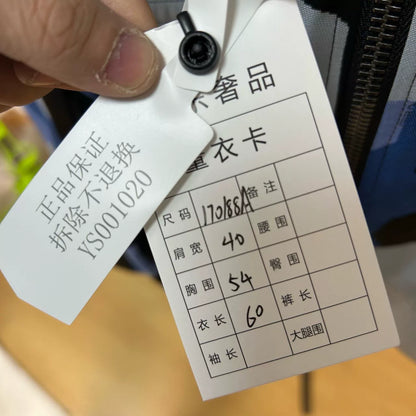 正品保证
拆除不退换
YS001020
奢品
量衣卡
尺码 170/88A 备注
肩宽 40 腰围
胸围 54 臀围
衣长 60 裤长
袖长 大腿围